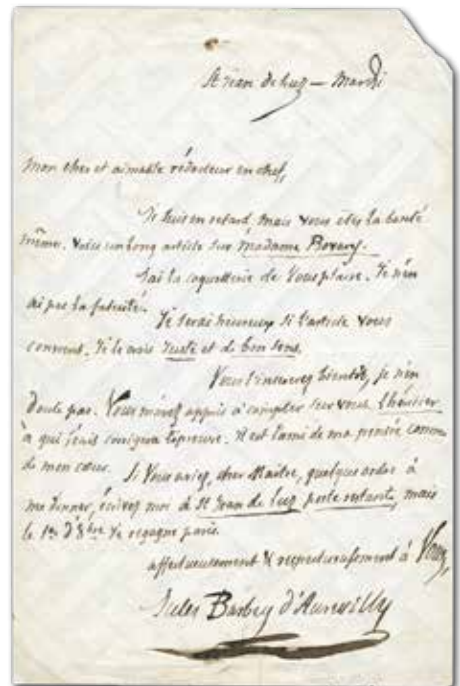 St Jean de Luz – Mardi
Mon cher et aimable rédacteur en chef,
Je suis en retard, mais vous êtes la bonté
même. Voici un long article sur Madame Bovary.
J'ai la coquetterie de vous plaire. Je n'en
ai pas la fatuité.
Je serai heureux si l'article vous
convient. Je le crois juste et de bon sens.
Vous l'insérerez bientôt, je n'en
doute pas. Vous m'avez appris à compter sur vous.
à qui j'écris corrigera l'épreuve. Il est l'ami de ma pensée comme
de mon cœur. Si vous aviez, cher Maître, quelque ordre à
me donner, écrivez moi à St Jean de Luz poste restante, mais
le 1er d'8bre je regagne paris.
affectueusement & respectueusement à Vous,
Jules Barbey d'Aurevilly